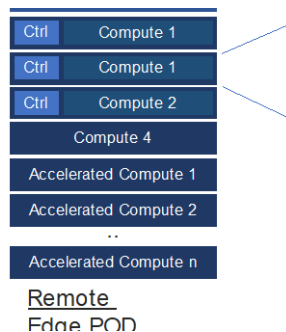 Ctrl Compute 1
Ctrl Compute 1
Ctrl Compute 2
Compute 4
Accelerated Compute 1
Accelerated Compute 2
..
Accelerated Compute n
Remote
Edge POD